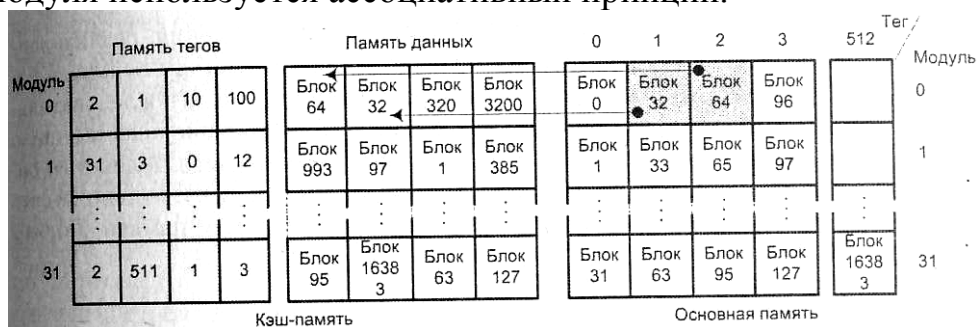 модуля используется ассоциативный принцип.
Тег
Память тегов Память данных 0 1 2 3 512
Модуль Модуль
0 2 1 10 100 Блок 64 Блок 32 Блок 320 Блок 3200 Блок 0 Блок 32 Блок 64 Блок 96 0
1 31 3 0 12 Блок 993 Блок 97 Блок 1 Блок 385 Блок 1 Блок 33 Блок 65 Блок 97 1
31 2 511 1 3 Блок 95 Блок 1638 3 Блок 63 Блок 127 Блок 31 Блок 63 Блок 95 Блок 127 Блок 1638 3 31
Кэш-память Основная память